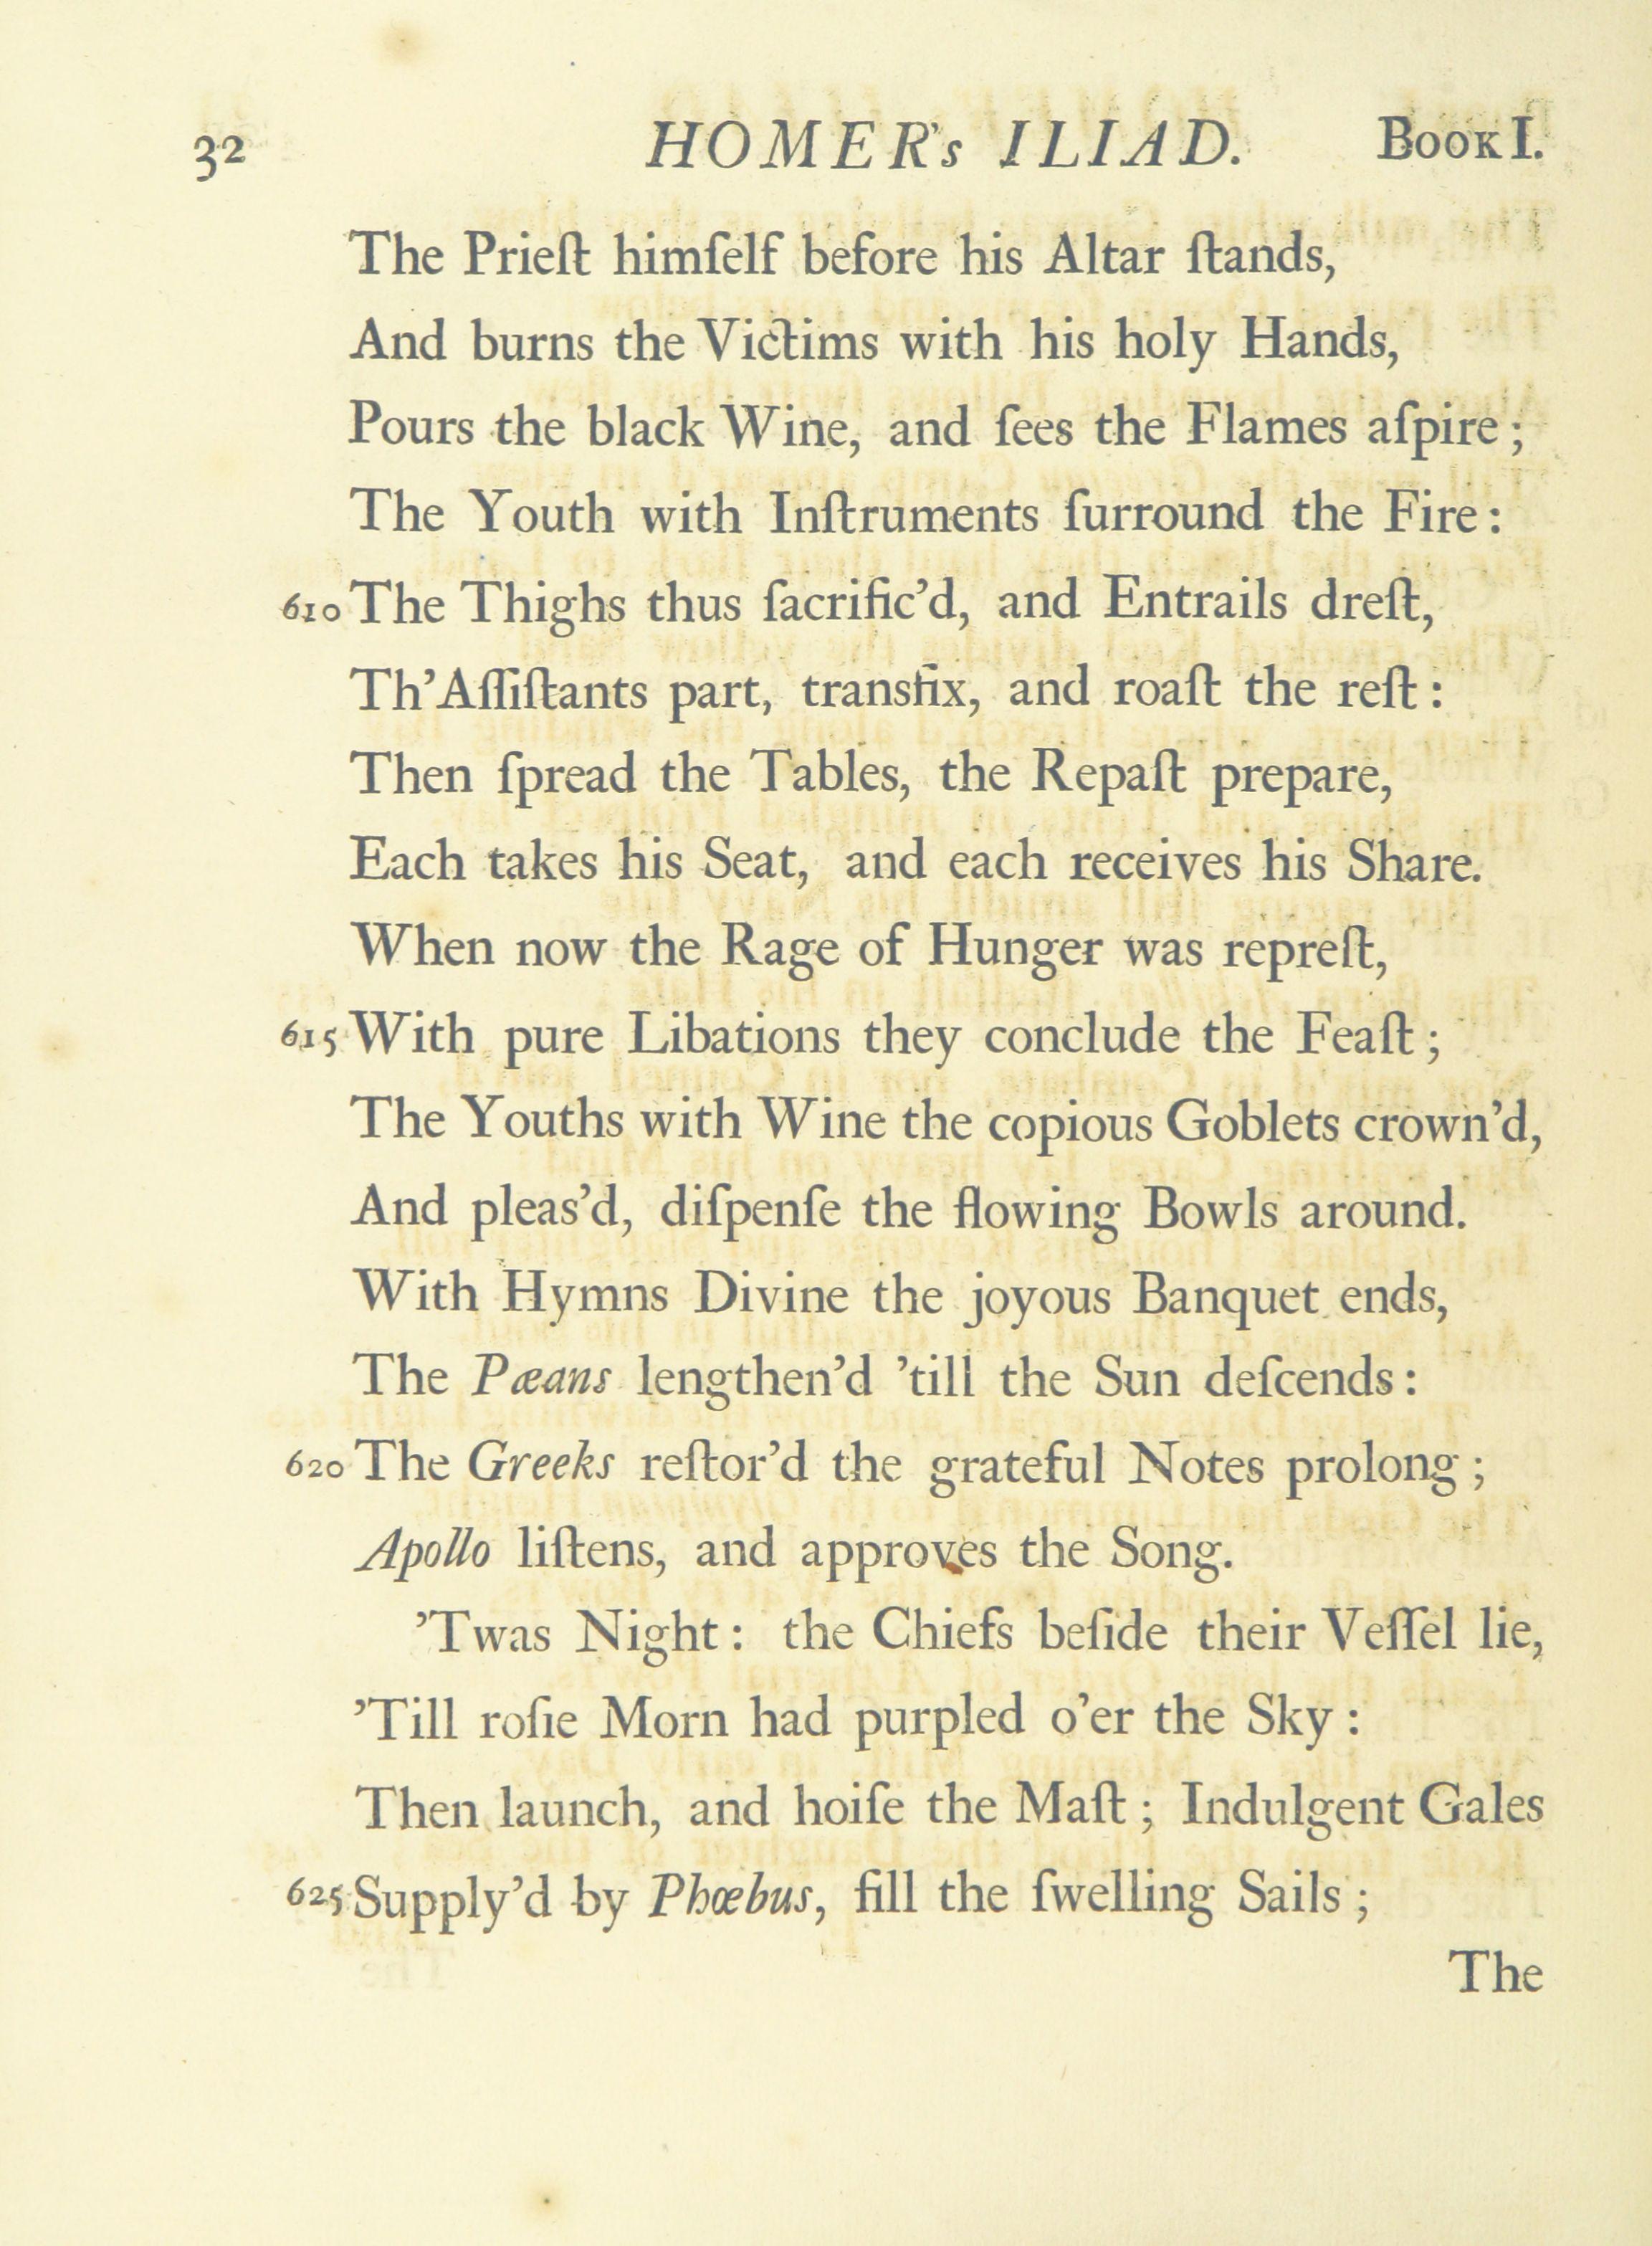 32 HOMER's ILIAD. BOOK I.
The Prieſt himſelf before his Altar ſtands,
And burns the Victims with his holy Hands,
Pours the black Wine, and ſees the Flames aſpire;
The Youth with Inſtruments ſurround the Fire:
610 The Thighs thus ſacrific'd, and Entrails dreſt,
Th'Aſſiſtants part, transfix, and roaſt the reſt:
Then ſpread the Tables, the Repaſt prepare,
Each takes his Seat, and each receives his Share.
When now the Rage of Hunger was repreſt,
615 With pure Libations they conclude the Feaſt;
The Youths with Wine the copious Goblets crown'd,
And pleas'd, diſpenſe the flowing Bowls around.
With Hymns Divine the joyous Banquet ends,
The Pæans lengthen'd 'till the Sun deſcends:
620 The Greeks reſtor'd the grateful Notes prolong;
Apollo liſtens, and approves the Song.
'Twas Night: the Chiefs beſide their Veſſel lie,
'Till roſie Morn had purpled o'er the Sky:
Then launch, and hoiſe the Maſt; Indulgent Gales
625 Supply'd by Phœbus, fill the ſwelling Sails;
The